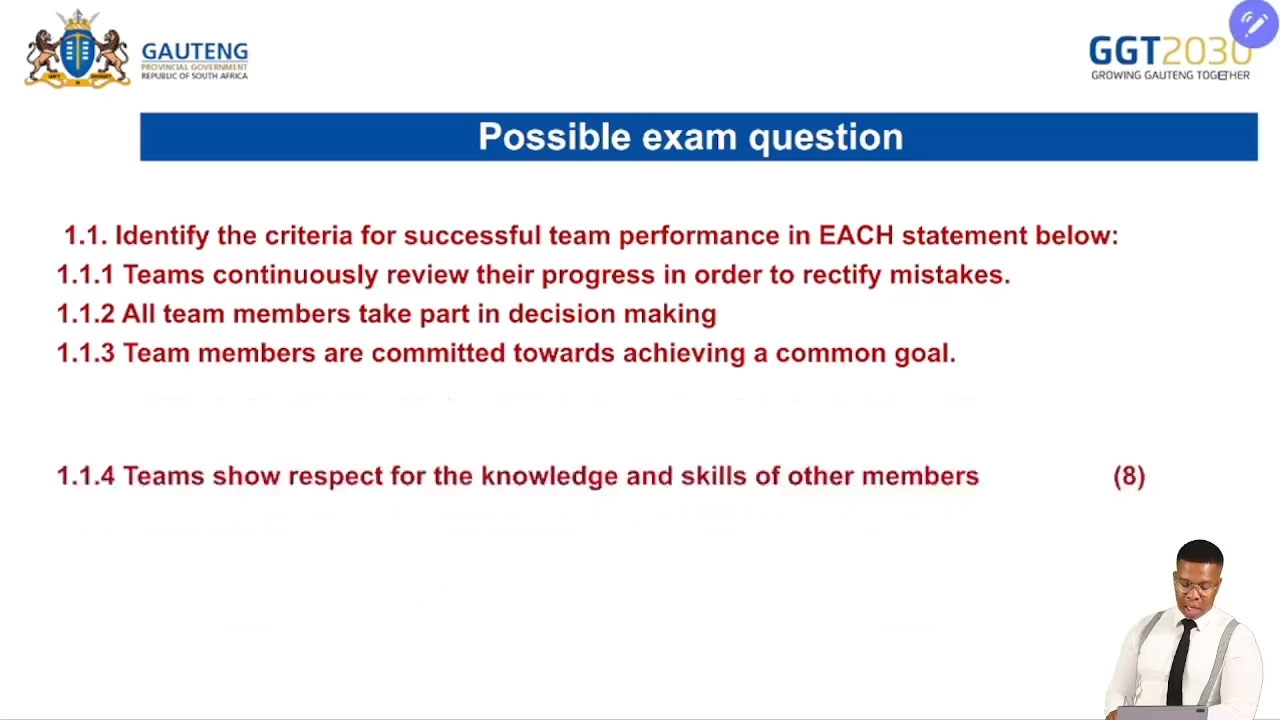 GAUTENG
PROVINCIAL GOVERNMENT
REPUBLIC OF SOUTH AFRICA
GGT2030
GROWING GAUTENG TOGETHER
Possible exam question
1.1. Identify the criteria for successful team performance in EACH statement below:
1.1.1 Teams continuously review their progress in order to rectify mistakes.
1.1.2 All team members take part in decision making
1.1.3 Team members are committed towards achieving a common goal.
1.1.4 Teams show respect for the knowledge and skills of other members (8)